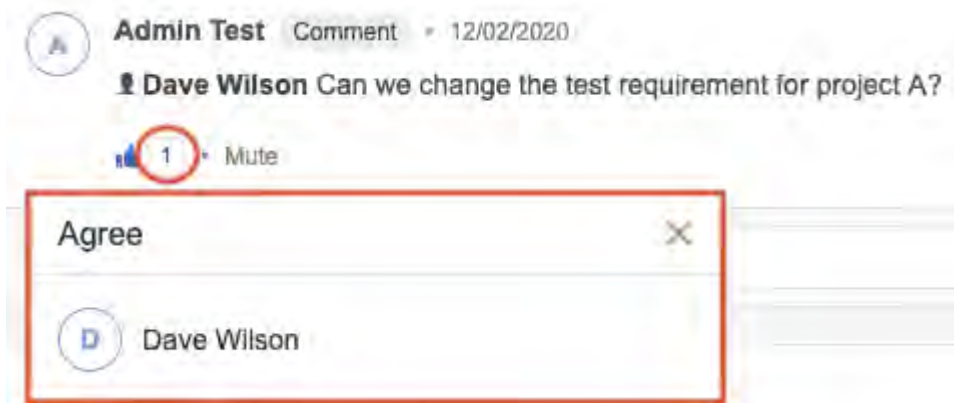 A
Admin Test Comment • 12/02/2020
Dave Wilson Can we change the test requirement for project A?
1 • Mute
Agree
D Dave Wilson